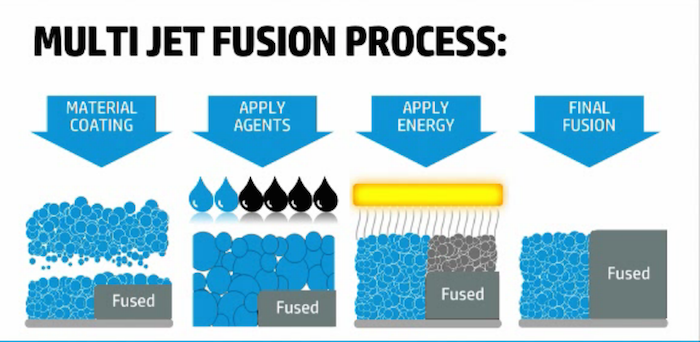 MULTI JET FUSION PROCESS:
MATERIAL
COATING
APPLY
AGENTS
APPLY
ENERGY
FINAL
FUSION
Fused
Fused
Fused
Fused